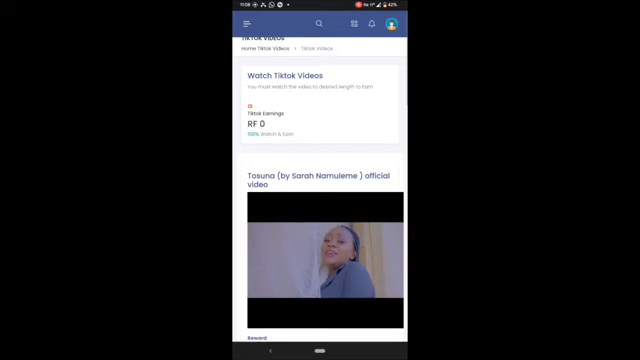 11:08
42%
TIKTOK VIDEOS
Home Tiktok Videos > Tiktok Videos
Watch Tiktok Videos
You must watch the video to desired length to Earn
Tiktok Earnings
RF 0
100% Watch & Earn
Tosuna (by Sarah Namuleme ) official
video
Reward